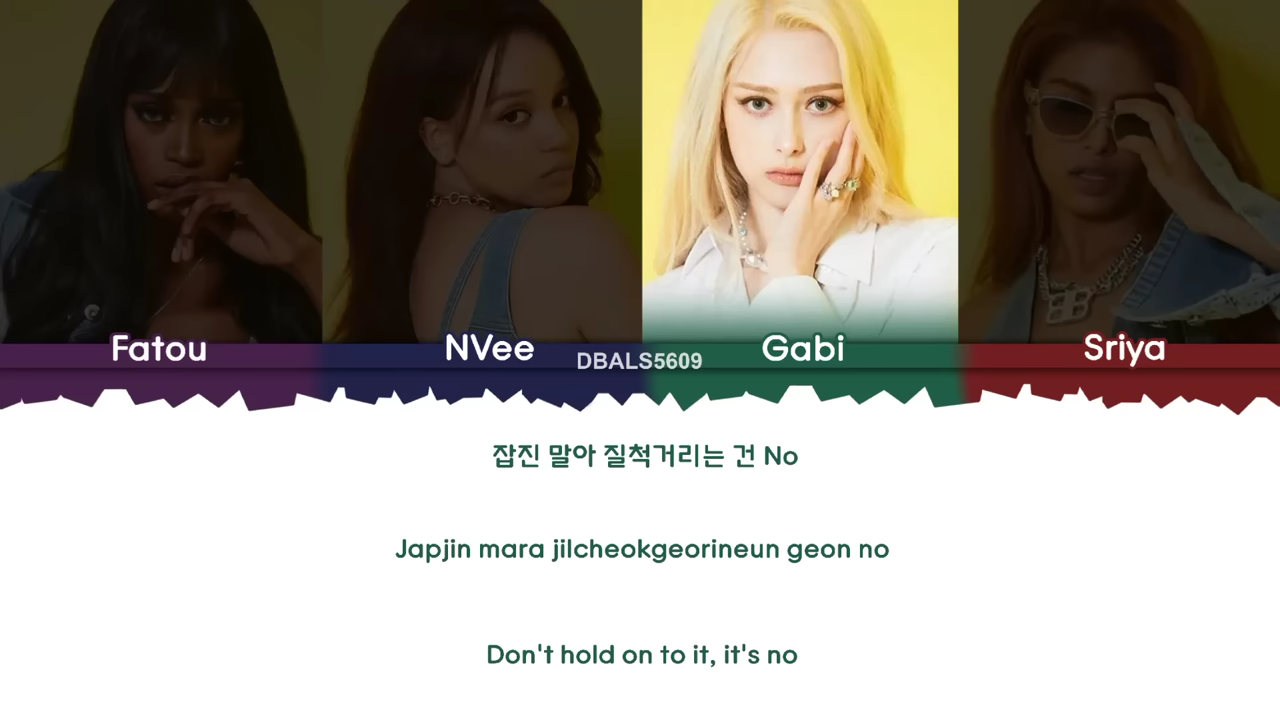 Fatou NVee Gabi Sriya
DBALS5609
잡진 말아 질척거리는 건 No
Japjin mara jilcheokgeorineun geon no
Don't hold on to it, it's no